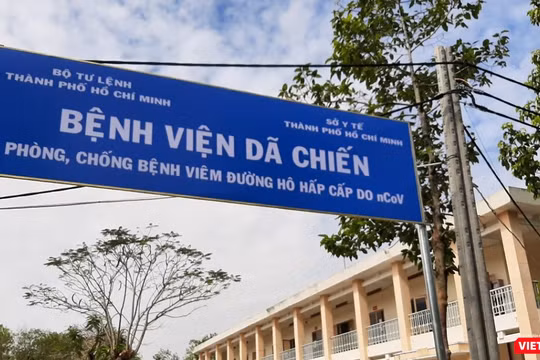 BỘ TƯ LỆNH
THÀNH PHỐ HỒ CHÍ MINH
SỞ Y TẾ
THÀNH PHỐ HỒ CHÍ MINH
BỆNH VIỆN DÃ CHIẾN
PHÒNG, CHỐNG BỆNH VIÊM ĐƯỜNG HÔ HẤP CẤP DO nCoV
VIET